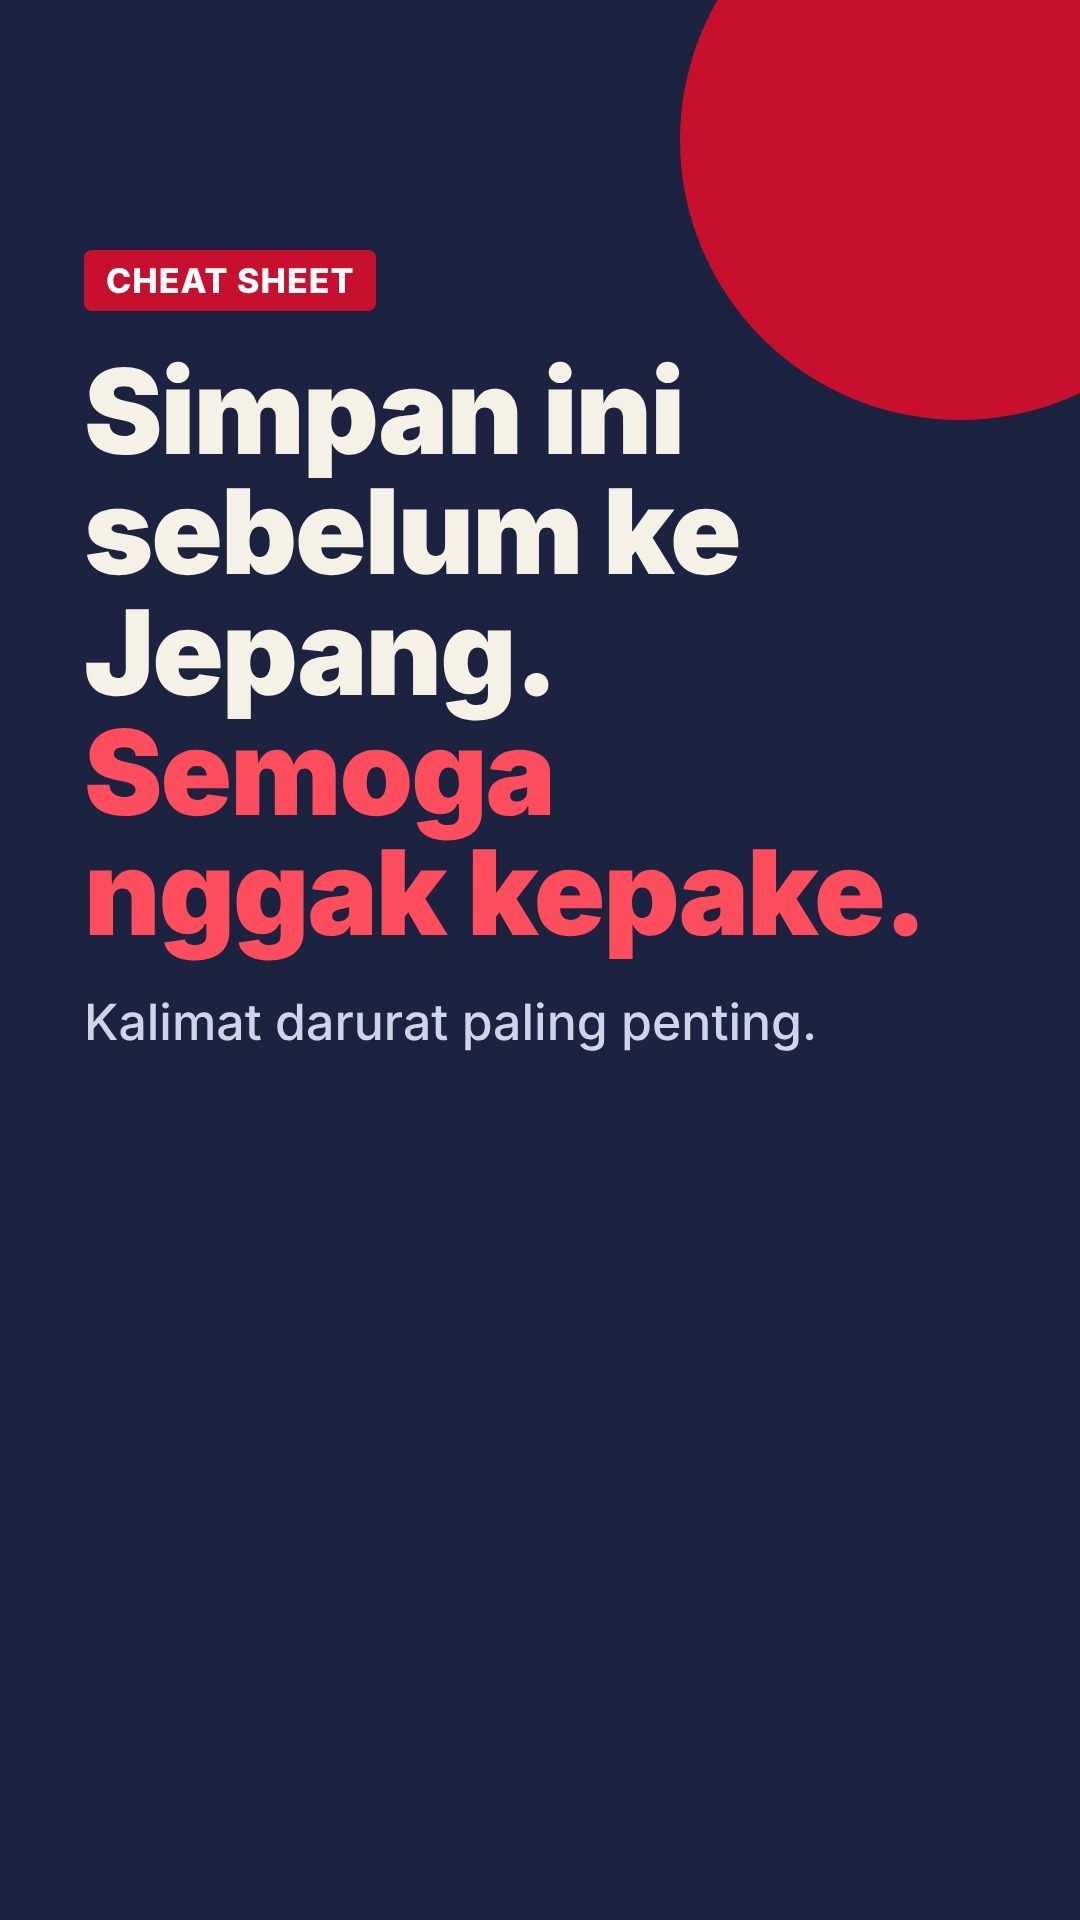 CHEAT SHEET
Simpan ini
sebelum ke
Jepang.
Semoga
nggak kepake.
Kalimat darurat paling penting.